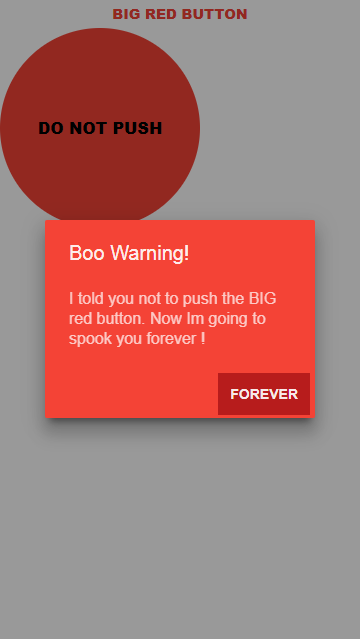 BIG RED BUTTON
DO NOT PUSH
Boo Warning!
I told you not to push the BIG
red button. Now Im going to
spook you forever !
FOREVER